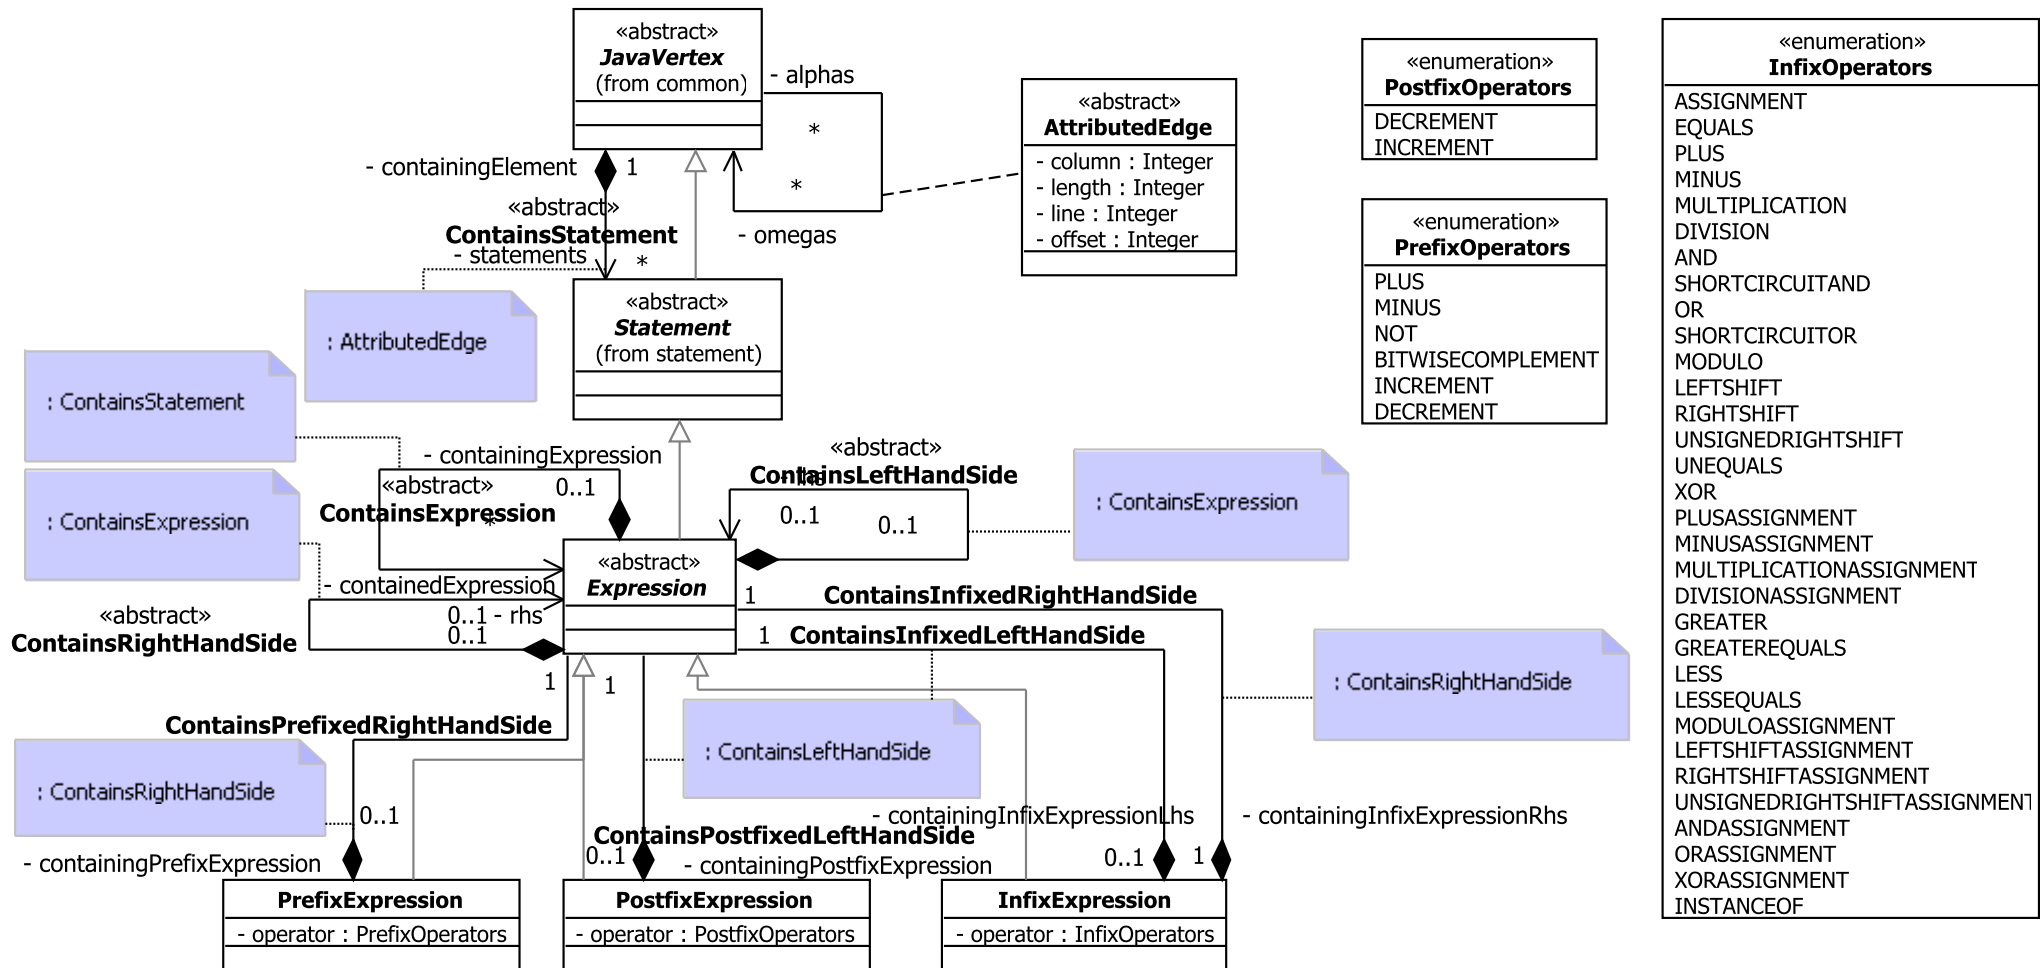 «abstract»
JavaVertex
(from common)
- alphas
*
*
- omegas
«abstract»
AttributedEdge
- column : Integer
- length : Integer
- line : Integer
- offset : Integer
«enumeration»
PostfixOperators
DECREMENT
INCREMENT
«enumeration»
PrefixOperators
PLUS
MINUS
NOT
BITWISECOMPLEMENT
INCREMENT
DECREMENT
«enumeration»
InfixOperators
ASSIGNMENT
EQUALS
PLUS
MINUS
MULTIPLICATION
DIVISION
AND
SHORTCIRCUITAND
OR
SHORTCIRCUITOR
MODULO
LEFTSHIFT
RIGHTSHIFT
UNSIGNEDRIGHTSHIFT
UNEQUALS
XOR
PLUSASSIGNMENT
MINUSASSIGNMENT
MULTIPLICATIONASSIGNMENT
DIVISIONASSIGNMENT
GREATER
GREATEREQUALS
LESS
LESSEQUALS
MODULOASSIGNMENT
LEFTSHIFTASSIGNMENT
RIGHTSHIFTASSIGNMENT
UNSIGNEDRIGHTSHIFTASSIGNMENT
ANDASSIGNMENT
ORASSIGNMENT
XORASSIGNMENT
INSTANCEOF
- containingElement
1
«abstract»
ContainsStatement
- statements
*
: AttributedEdge
«abstract»
Statement
(from statement)
: ContainsStatement
- containingExpression
0..1
«abstract»
ContainsExpression
*
: ContainsExpression
- containedExpression
«abstract»
ContainsLeftHandSide
0..1
0..1
: ContainsExpression
«abstract»
Expression
«abstract»
ContainsRightHandSide
0..1 - rhs
0..1
1
ContainsInfixedRightHandSide
1
ContainsInfixedLeftHandSide
: ContainsRightHandSide
1
1
ContainsPrefixedRightHandSide
: ContainsLeftHandSide
: ContainsRightHandSide
0..1
- containingPrefixExpression
ContainsPostfixedLeftHandSide
0..1
- containingPostfixExpression
- containingInfixExpressionLhs
0..1
- containingInfixExpressionRhs
1
PrefixExpression
- operator : PrefixOperators
PostfixExpression
- operator : PostfixOperators
InfixExpression
- operator : InfixOperators